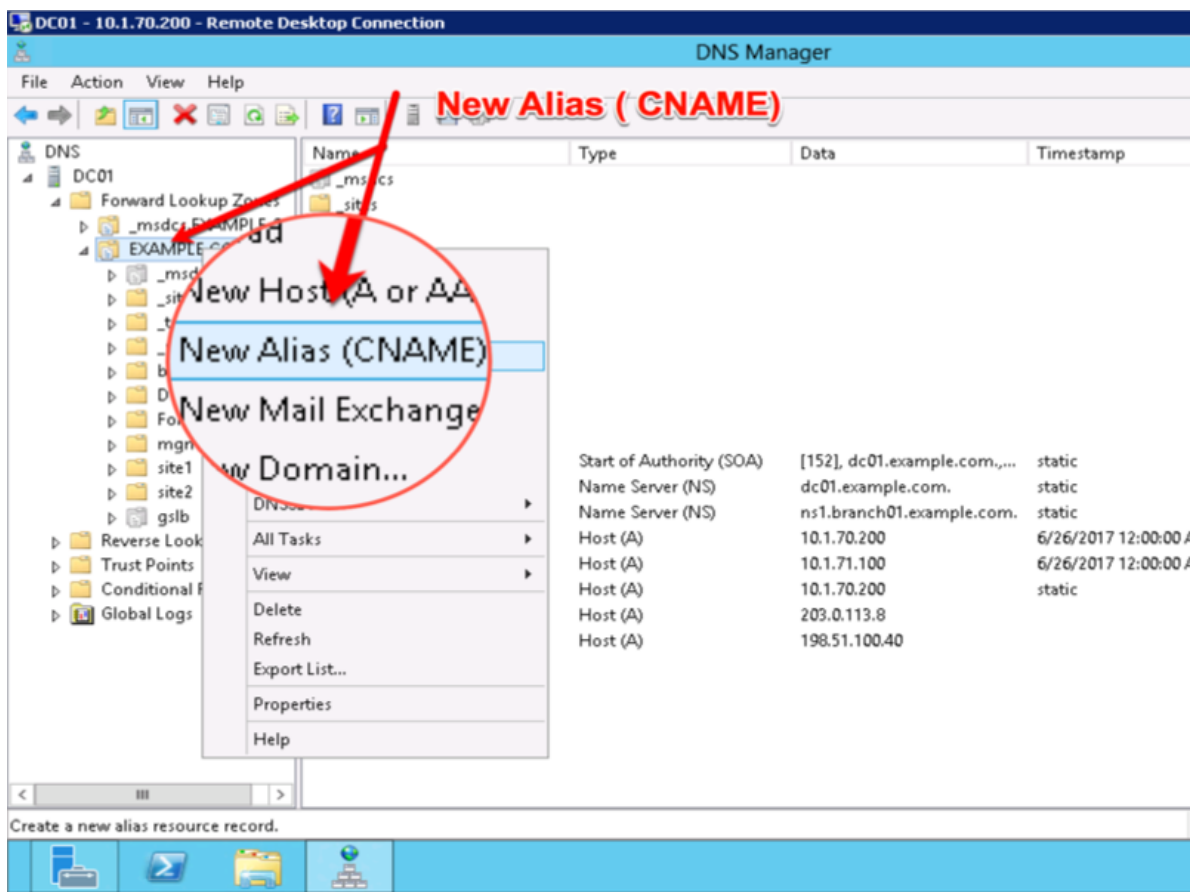 DC01 - 10.1.70.200 - Remote Desktop Connection
DNS Manager
File Action View Help
New Alias ( CNAME)
DNS
DC01
Forward Lookup Zones
_msdcs.EXAMPLE
EXAMPLE
site1
site2
gslb
Reverse Look
Trust Points
Conditional F
Global Logs
New Host (A or AA
New Alias (CNAME)
New Mail Exchange
Domain...
All Tasks
View
Delete
Refresh
Export List...
Properties
Help
Name Type Data Timestamp
_msdcs
_sites
Start of Authority (SOA) [152], dc01.example.com.,... static
Name Server (NS) dc01.example.com. static
Name Server (NS) ns1.branch01.example.com. static
Host (A) 10.1.70.200 6/26/2017 12:00:00 A
Host (A) 10.1.71.100 6/26/2017 12:00:00 A
Host (A) 10.1.70.200 static
Host (A) 203.0.113.8
Host (A) 198.51.100.40
Create a new alias resource record.